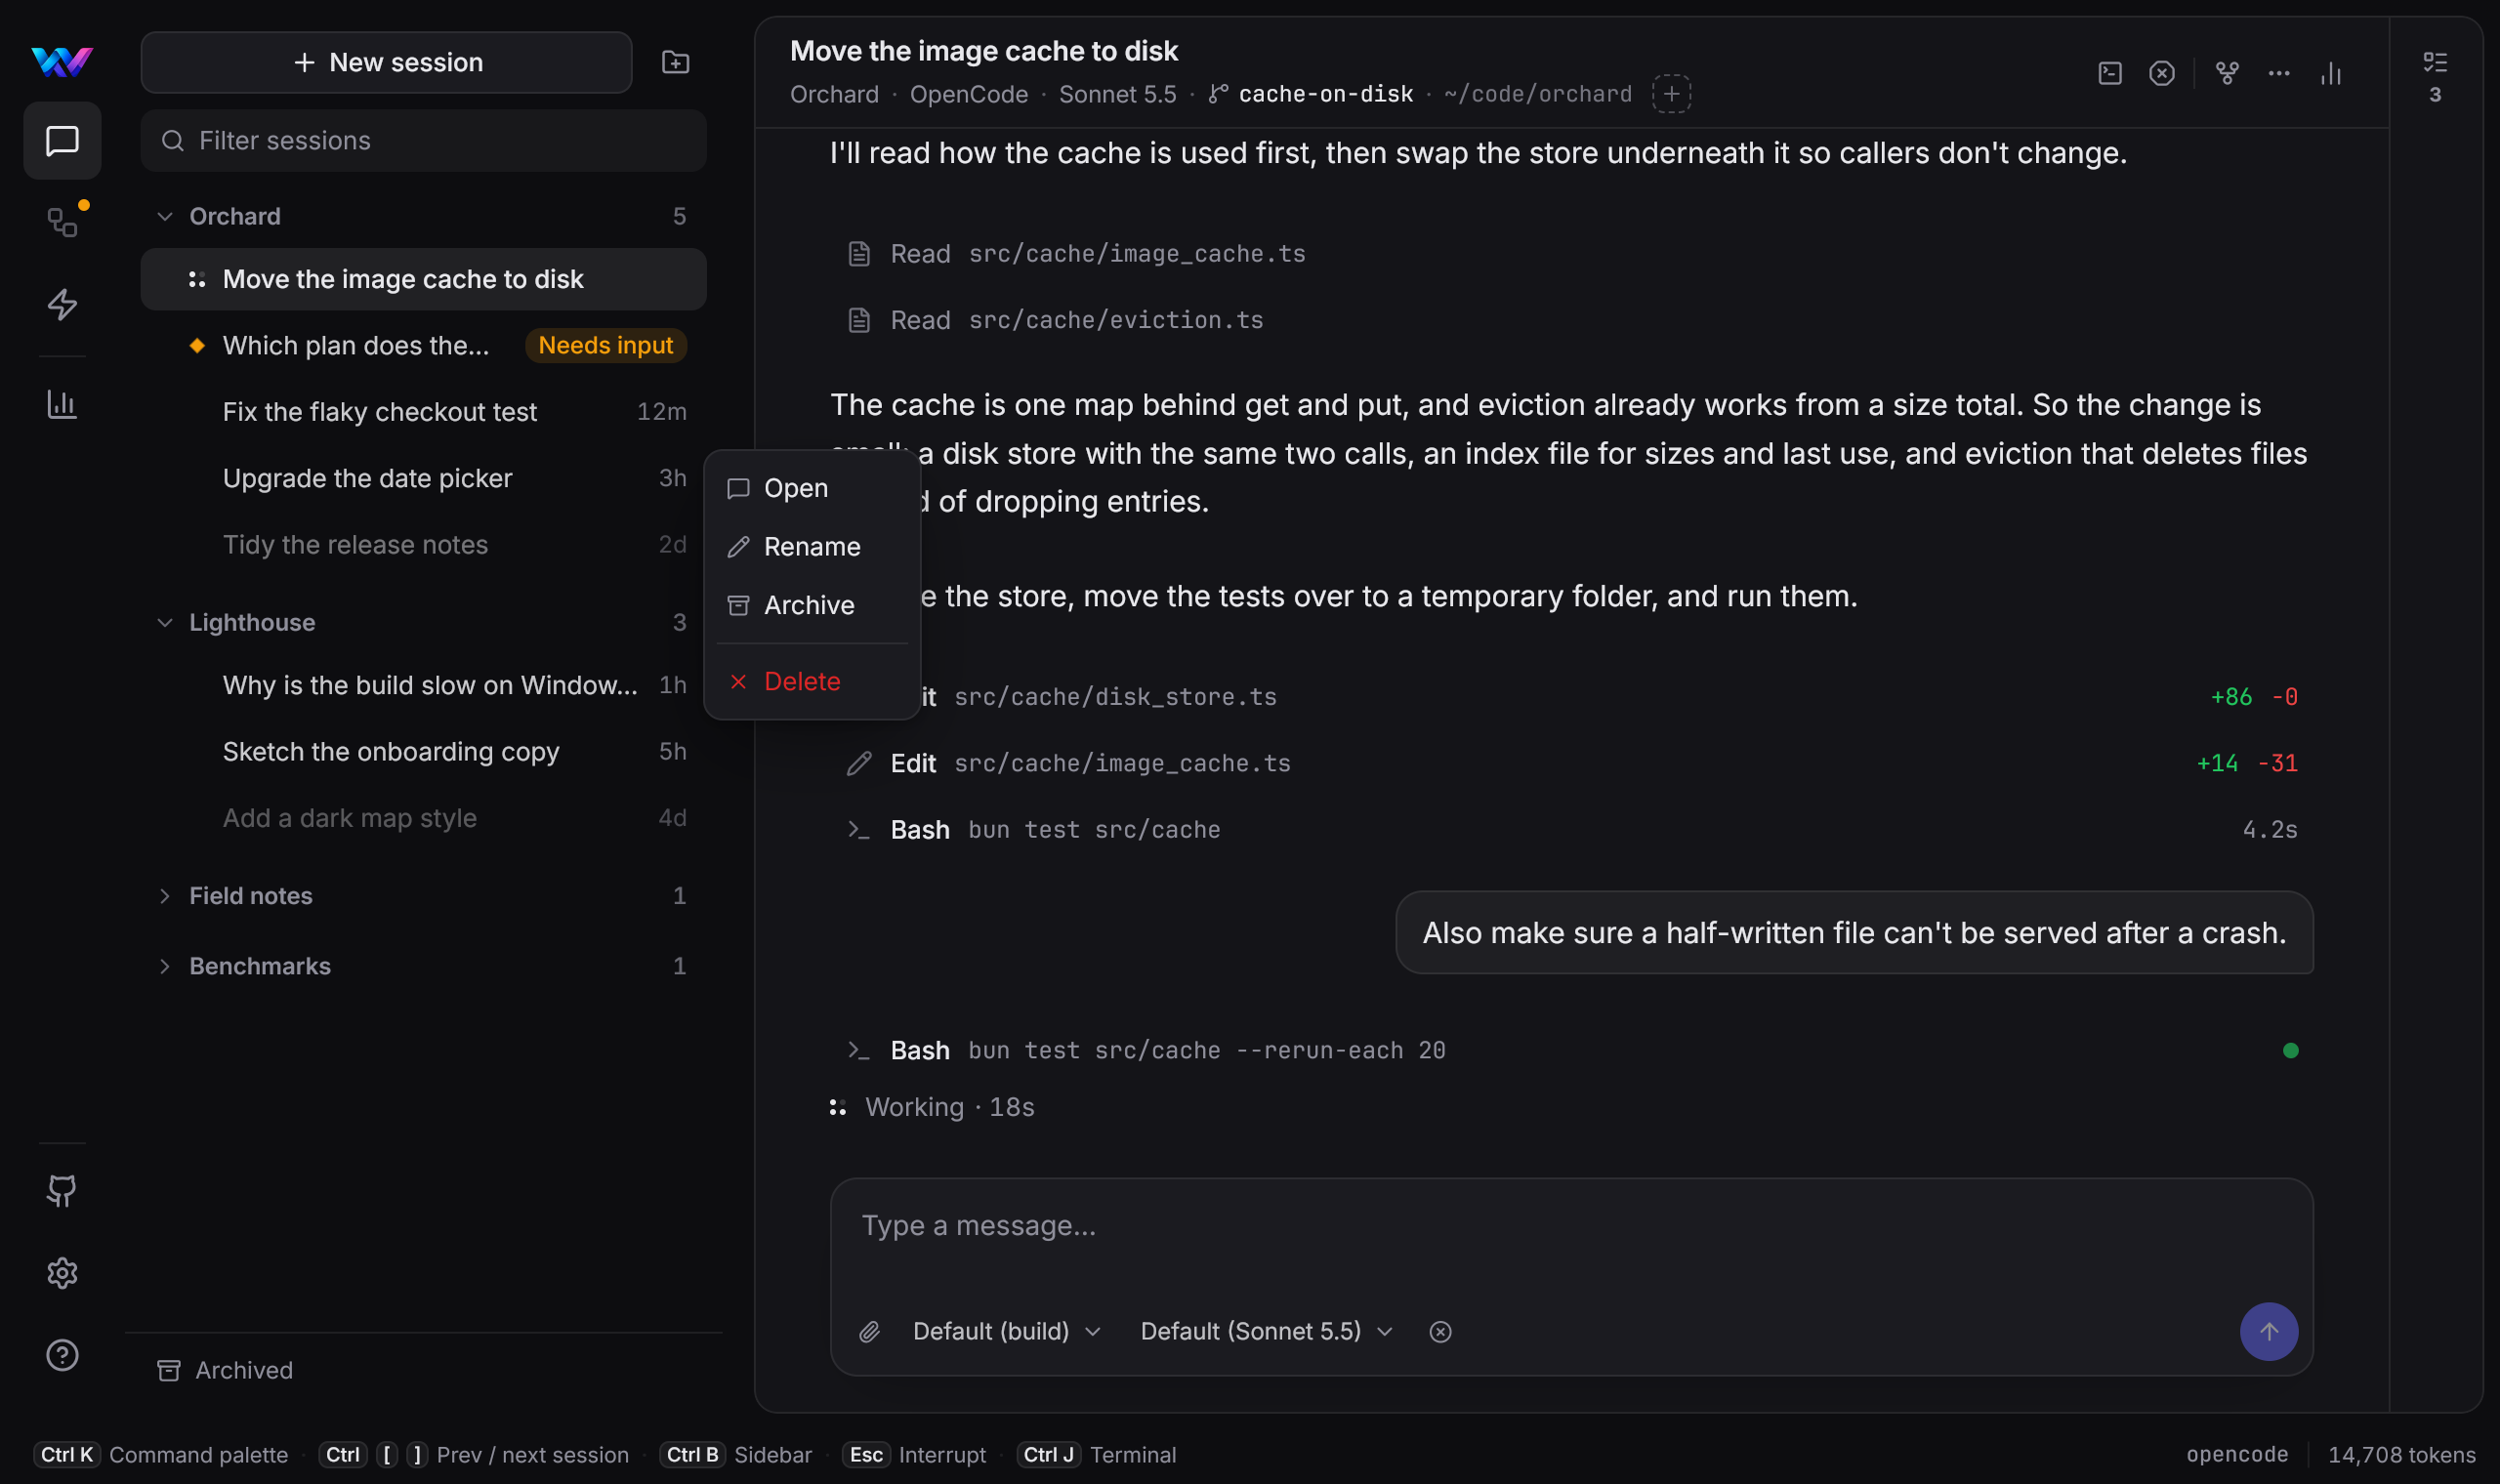 New session
Filter sessions
Orchard 5
Move the image cache to disk
Which plan does the... Needs input
Fix the flaky checkout test 12m
Upgrade the date picker 3h
Tidy the release notes 2d
Lighthouse 3
Why is the build slow on Window... 1h
Sketch the onboarding copy 5h
Add a dark map style 4d
Field notes 1
Benchmarks 1
Archived
Open
Rename
Archive
Delete
Move the image cache to disk
Orchard · OpenCode · Sonnet 5.5 · cache-on-disk · ~/code/orchard
3
I'll read how the cache is used first, then swap the store underneath it so callers don't change.
Read src/cache/image_cache.ts
Read src/cache/eviction.ts
The cache is one map behind get and put, and eviction already works from a size total. So the change is
a disk store with the same two calls, an index file for sizes and last use, and eviction that deletes files
of dropping entries.
the store, move the tests over to a temporary folder, and run them.
src/cache/disk_store.ts +86 -0
Edit src/cache/image_cache.ts +14 -31
Bash bun test src/cache 4.2s
Also make sure a half-written file can't be served after a crash.
Bash bun test src/cache --rerun-each 20
Working · 18s
Type a message...
Default (build) Default (Sonnet 5.5)
Ctrl K Command palette · Ctrl [ ] Prev / next session · Ctrl B Sidebar · Esc Interrupt · Ctrl J Terminal
opencode 14,708 tokens